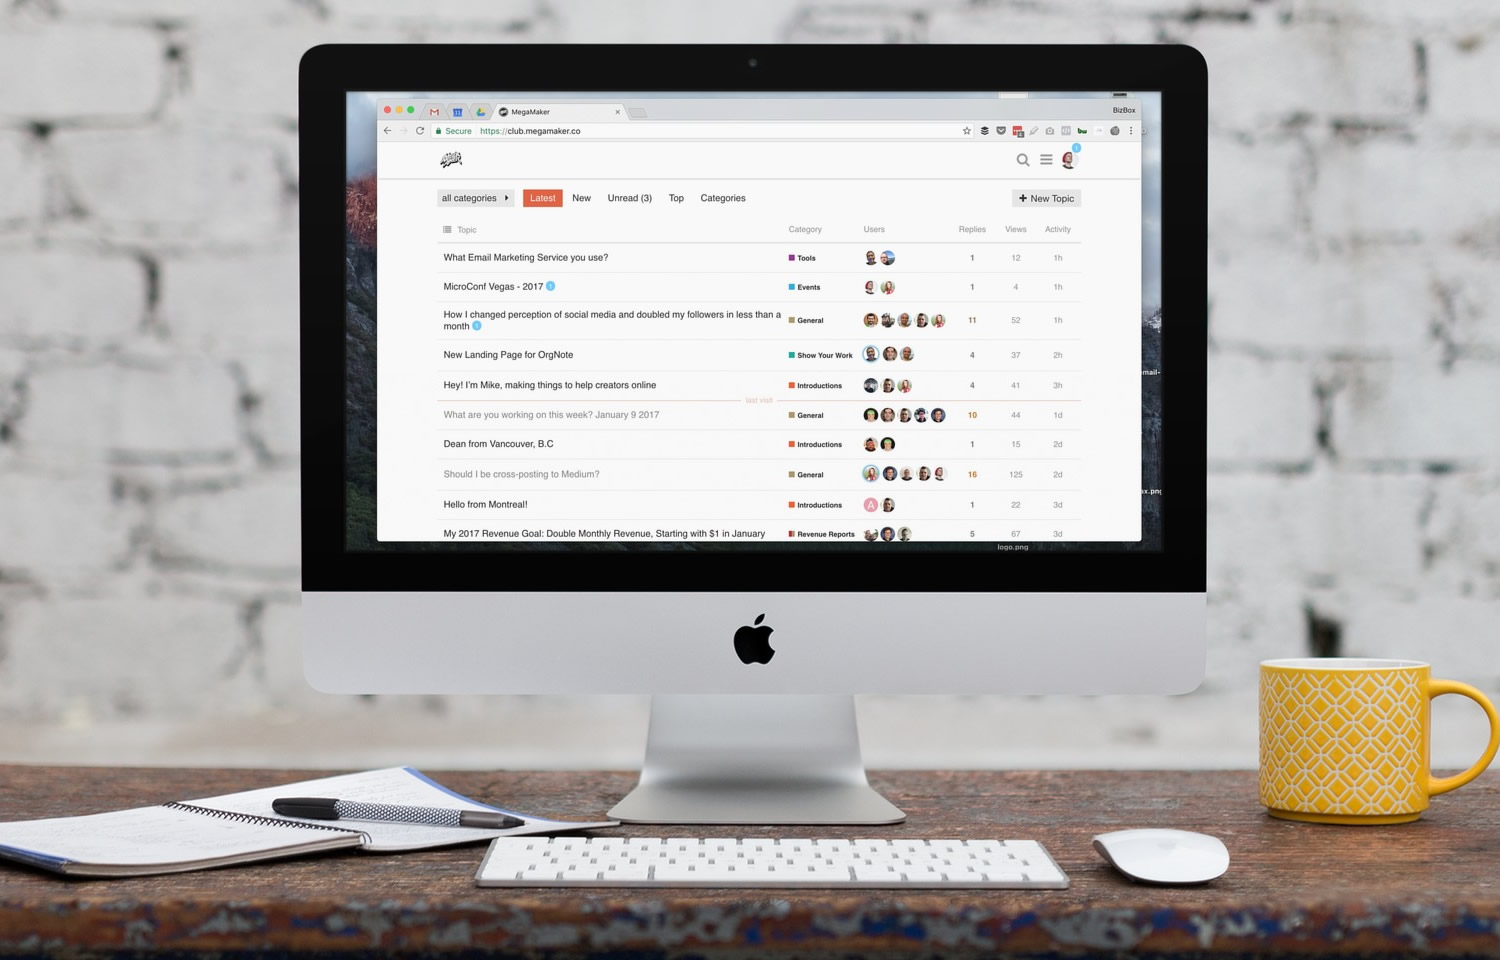 MegaMaker
BizBox
Secure https://club.megamaker.co
all categories
Latest
New
Unread (3)
Top
Categories
New Topic
Topic Category Users Replies Views Activity
What Email Marketing Service you use? Tools 1 12 1h
MicroConf Vegas - 2017 Events 1 4 1h
How I changed perception of social media and doubled my followers in less than a
month General 11 52 1h
New Landing Page for OrgNote Show Your Work 4 37 2h
Hey! I'm Mike, making things to help creators online Introductions 4 41 3h
last visit
What are you working on this week? January 9 2017 General 10 44 1d
Dean from Vancouver, B.C Introductions 1 15 2d
Should I be cross-posting to Medium? General 16 125 2d
Hello from Montreal! Introductions A 1 22 3d
My 2017 Revenue Goal: Double Monthly Revenue, Starting with $1 in January Revenue Reports 5 67 3d
logo.png